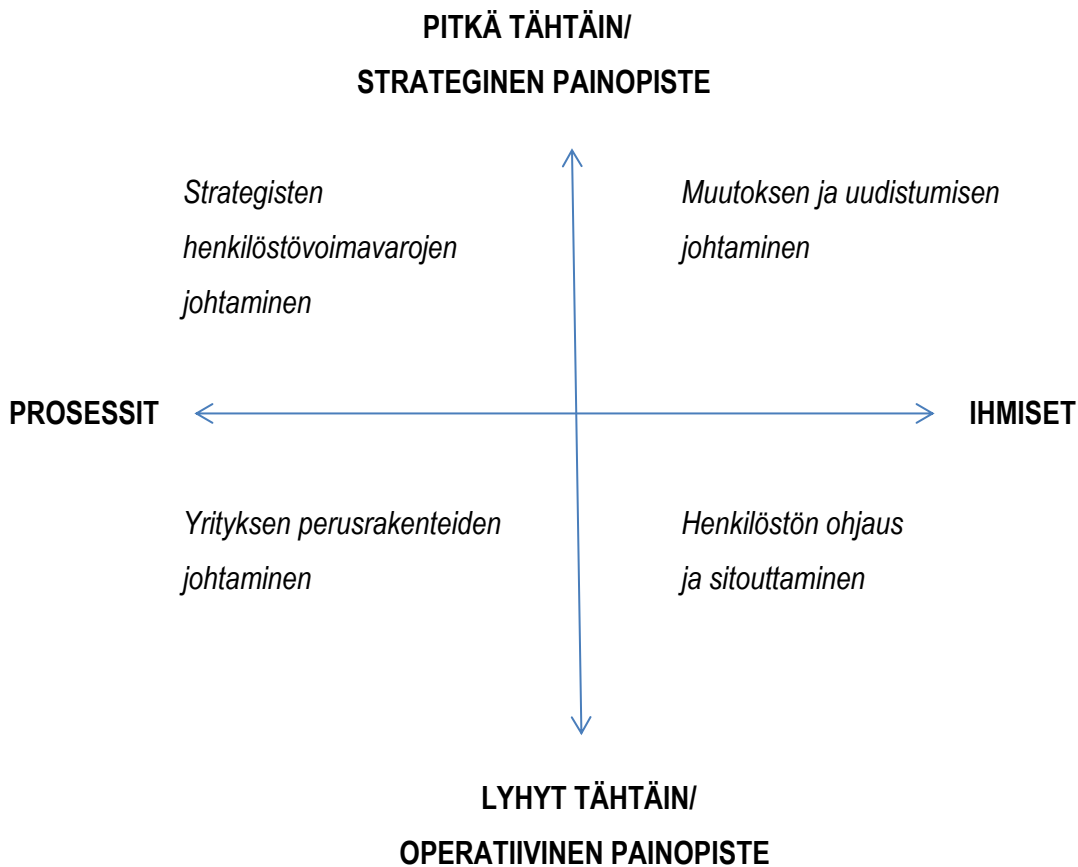 PITKÄ TÄHTÄIN/
STRATEGINEN PAINOPISTE
Strategisten
henkilöstövoimavarojen
johtaminen
Muutoksen ja uudistumisen
johtaminen
PROSESSIT
IHMISET
Yrityksen perusrakenteiden
johtaminen
Henkilöstön ohjaus
ja sitouttaminen
LYHYT TÄHTÄIN/
OPERATIIVINEN PAINOPISTE